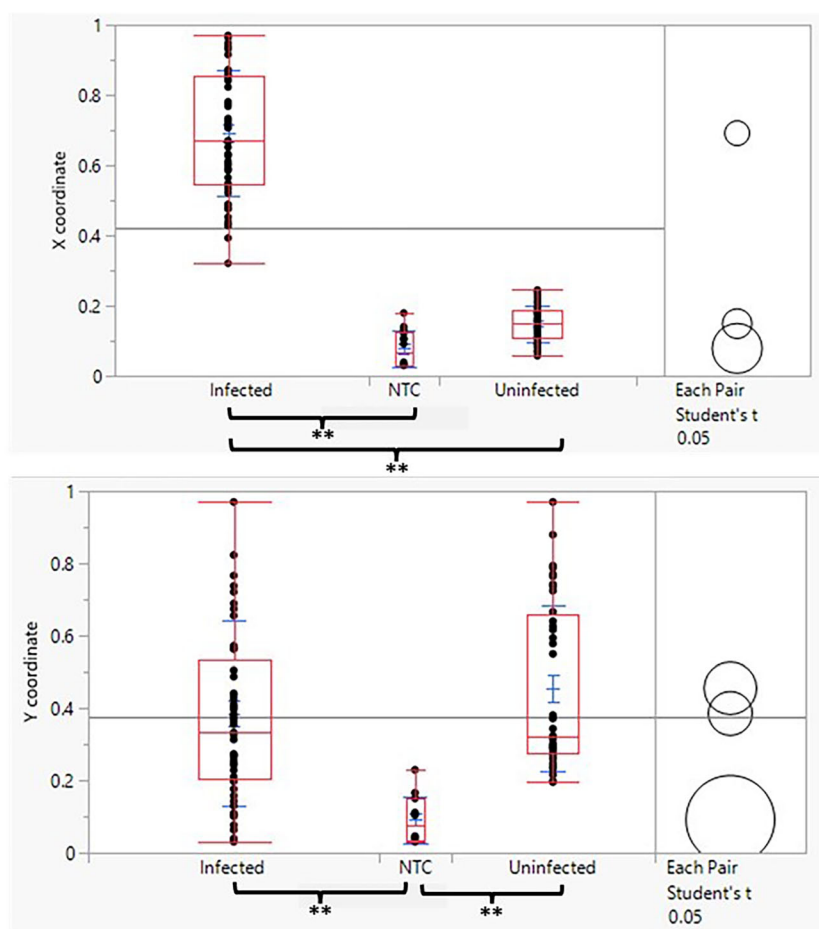 1
0.8
0.6
0.4
0.2
0
X coordinate
Infected NTC Uninfected Each Pair
Student's t
0.05
**
**
1
0.8
0.6
0.4
0.2
0
Y coordinate
Infected NTC Uninfected Each Pair
Student's t
0.05
** **